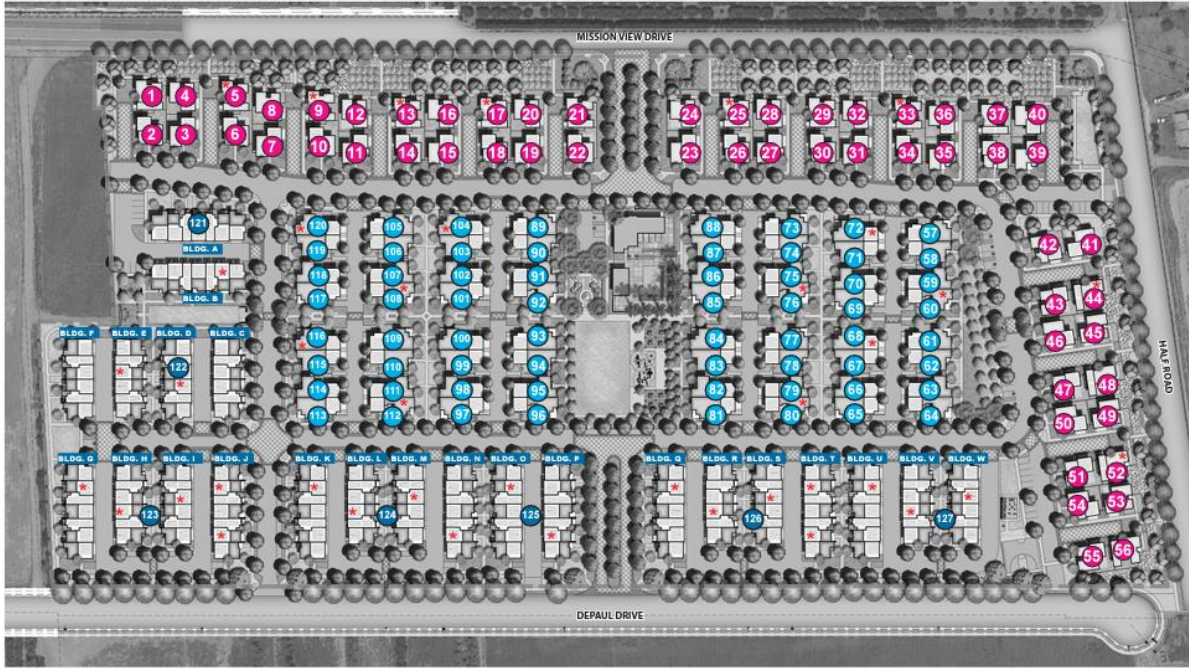 MISSION VIEW DRIVE
1 4 5 8 9 12 13 16 17 20 21 24 25 28 29 32 33 36 37 40
2 3 6 7 10 11 14 15 18 19 22 23 26 27 30 31 34 35 38 39
121
BLDG. A
BLDG. B
120 105 104 89 88 73 72 57
119 106 103 90 87 74 71 58
118 107 102 91 86 75 70 59
117 108 101 92 85 76 69 60
42 41
43 44
46 45
BLDG. F BLDG. E BLDG. D BLDG. C
122
116 109 100 93 84 77 68 61
115 110 99 94 83 78 67 62
114 111 98 95 82 79 66 63
113 112 97 96 81 80 65 64
HALF ROAD
47 48
50 49
BLDG. G BLDG. H BLDG. I BLDG. J BLDG. K BLDG. L BLDG. M BLDG. N BLDG. O BLDG. P BLDG. Q BLDG. R BLDG. S BLDG. T BLDG. U BLDG. V BLDG. W
51 52
54 53
123 124 125 126 127
55 56
DEPAUL DRIVE